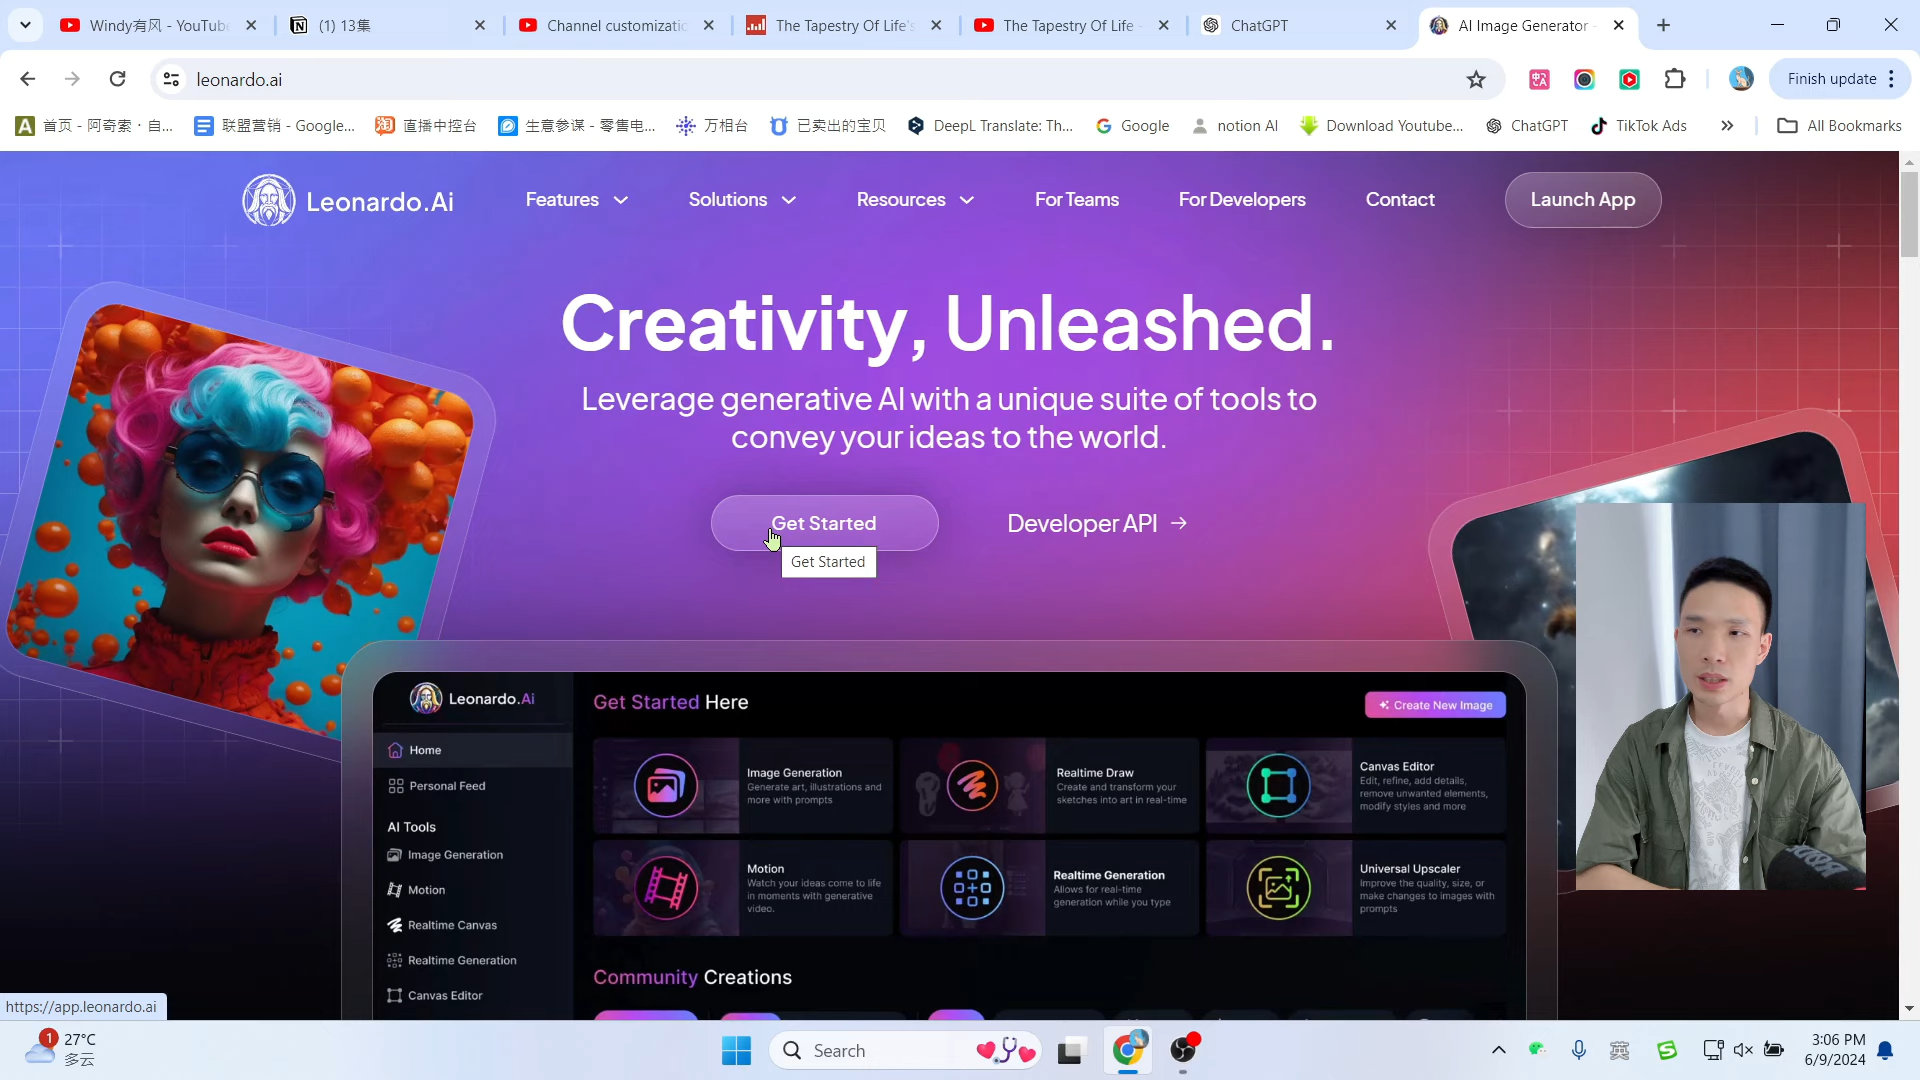 Windy有风 - YouTube
(1) 13集
Channel customizatio
The Tapestry Of Life's
The Tapestry Of Life -
ChatGPT
AI Image Generator -
leonardo.ai
Finish update
首页 - 阿奇索 · 自...
联盟营销 - Google...
直播中控台
生意参谋 - 零售电...
万相台
已卖出的宝贝
DeepL Translate: Th...
Google
notion AI
Download Youtube...
ChatGPT
TikTok Ads
All Bookmarks
Leonardo.Ai
Features
Solutions
Resources
For Teams
For Developers
Contact
Launch App
Creativity, Unleashed.
Leverage generative AI with a unique suite of tools to
convey your ideas to the world.
Get Started
Developer API →
Get Started
Leonardo.Ai
Get Started Here
Create New Image
Home
Personal Feed
AI Tools
Image Generation
Motion
Realtime Canvas
Realtime Generation
Canvas Editor
Image Generation
Generate art, illustrations and
more with prompts
Realtime Draw
Create and transform your
sketches into art in real-time
Canvas Editor
Edit, refine, add details,
remove unwanted elements,
modify styles and more
Motion
Watch your ideas come to life
in moments with generative
video.
Realtime Generation
Allows for real-time
generation while you type
Universal Upscaler
Improve the quality, size, or
make changes to images with
prompts
Community Creations
https://app.leonardo.ai
1
27°C
多云
Search
英
3:06 PM
6/9/2024